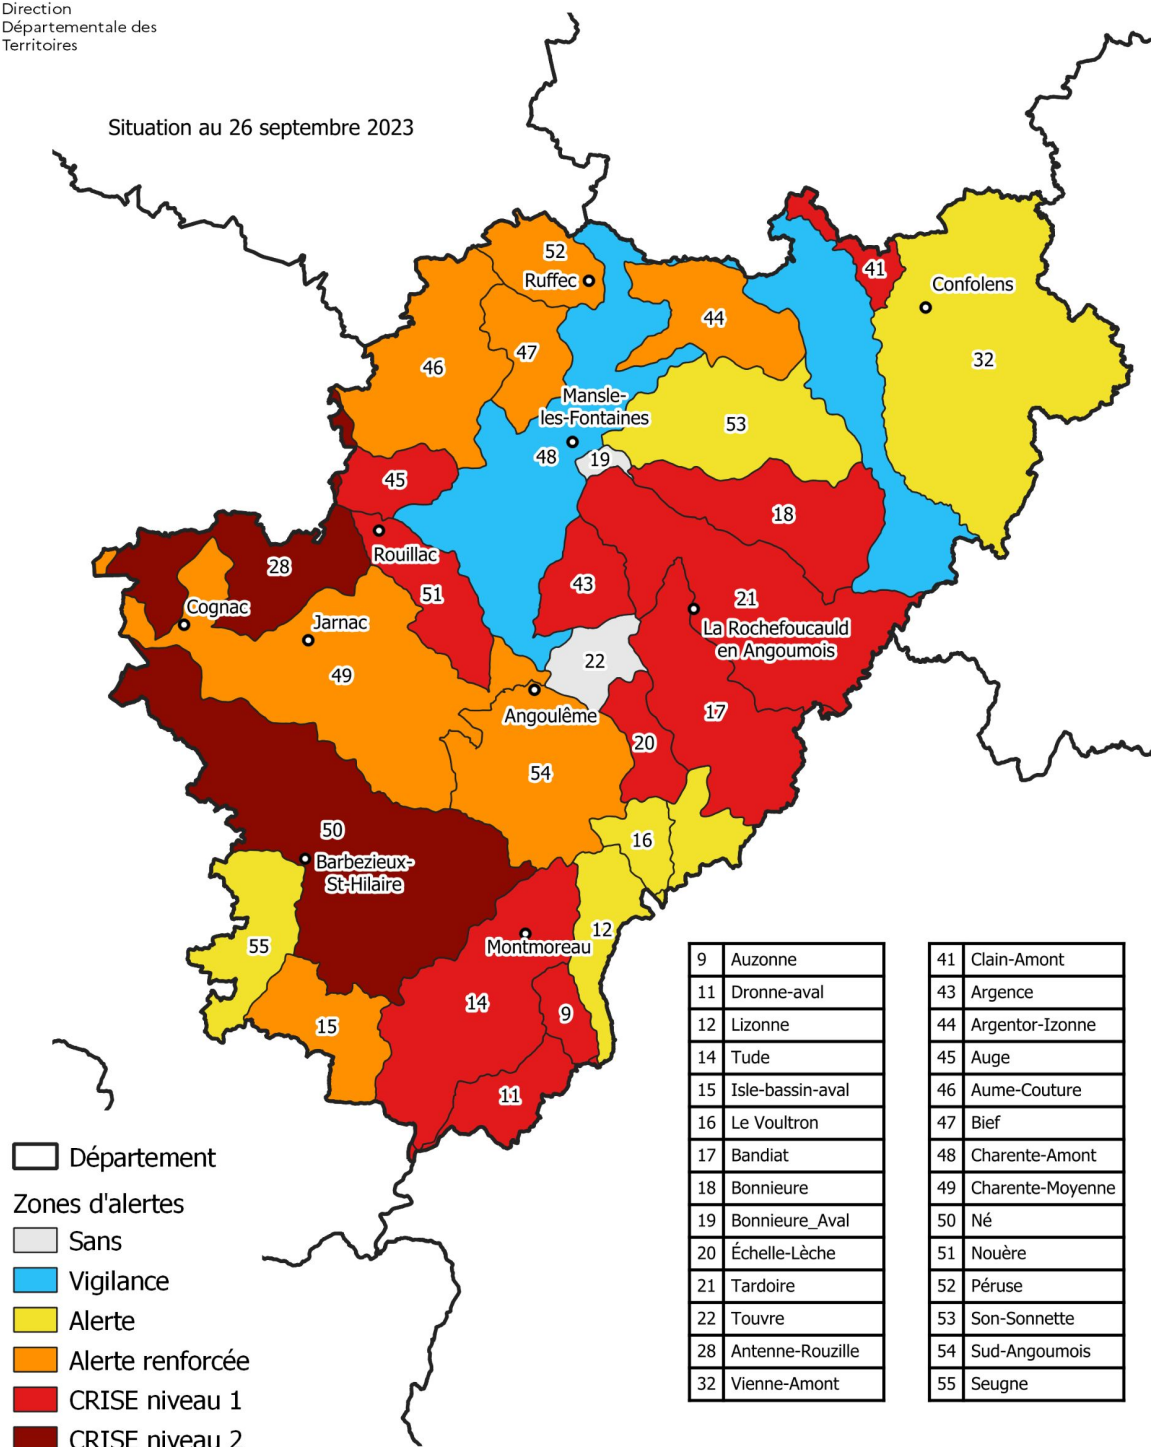 Direction
Départementale des
Territoires
Situation au 26 septembre 2023
52
Ruffec
41
Confolens
44
47
46
32
Mansle-
les-Fontaines
53
48
19
45
18
Rouillac
28
43
51
21
Cognac
Jarnac
La Rochefoucauld
en Angoumois
22
49
Angoulême
17
20
54
50
16
Barbezieux-
St-Hilaire
12
55
Montmoreau
14
9
15
11
9 Auzonne
11 Dronne-aval
12 Lizonne
14 Tude
15 Isle-bassin-aval
16 Le Voultron
17 Bandiat
18 Bonnieure
19 Bonnieure_Aval
20 Échelle-Lèche
21 Tardoire
22 Touvre
28 Antenne-Rouzille
32 Vienne-Amont
41 Clain-Amont
43 Argence
44 Argentor-Izonne
45 Auge
46 Aume-Couture
47 Bief
48 Charente-Amont
49 Charente-Moyenne
50 Né
51 Nouère
52 Péruse
53 Son-Sonnette
54 Sud-Angoumois
55 Seugne
Département
Zones d'alertes
Sans
Vigilance
Alerte
Alerte renforcée
CRISE niveau 1
CRISE niveau 2